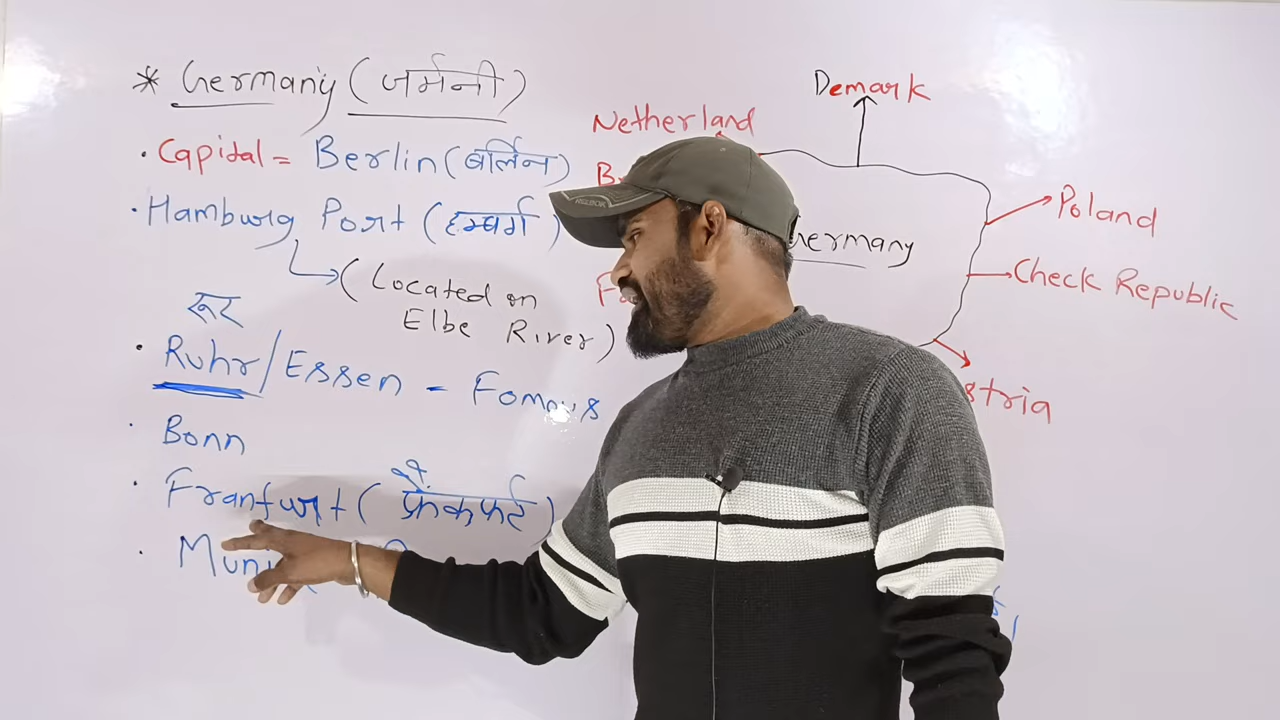 * Germany (जर्मनी)
· Capital = Berlin (बर्लिन)
· Hamburg Port (हम्बर्ग)
(Located on
Elbe River)
रूर
· Ruhr/Essen - Famous
· Bonn
· Franfurt (फ्रेंकफर्ट)
Demark
Netherland
Germany
Poland
Check Republic
REDBOK